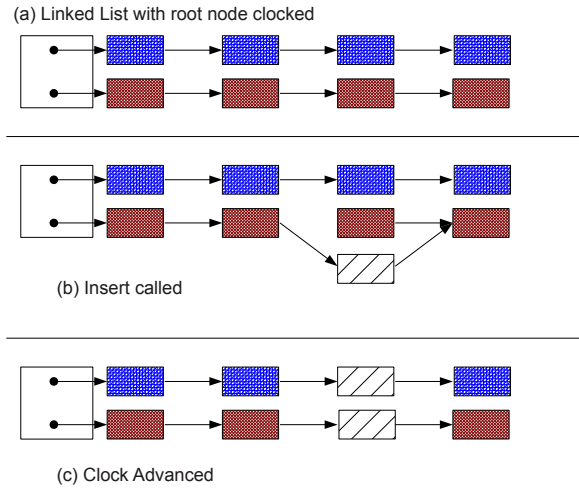 (a) Linked List with root node clocked
(b) Insert called
(c) Clock Advanced